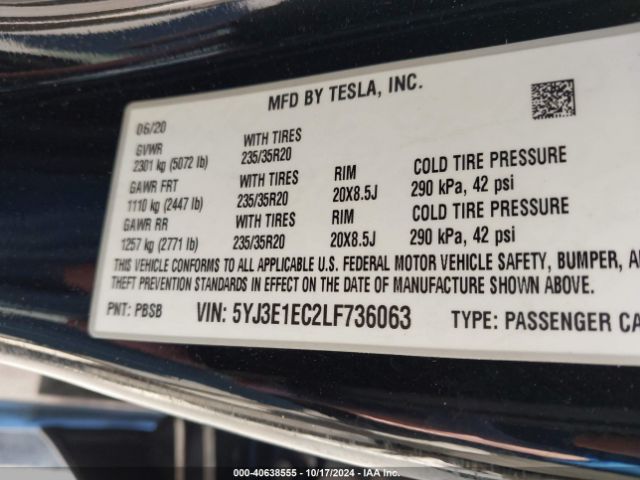 MFD BY TESLA, INC.
06/20
GVWR WITH TIRES
2301 kg (5072 lb) 235/35R20
GAWR FRT WITH TIRES RIM COLD TIRE PRESSURE
1110 kg (2447 lb) 235/35R20 20X8.5J 290 kPa, 42 psi
GAWR RR WITH TIRES RIM COLD TIRE PRESSURE
1257 kg (2771 lb) 235/35R20 20X8.5J 290 kPa, 42 psi
THIS VEHICLE CONFORMS TO ALL APPLICABLE U.S. FEDERAL MOTOR VEHICLE SAFETY, BUMPER, A
THEFT PREVENTION STANDARDS IN EFFECT ON THE DATE OF MANUFACTURE SHOWN ABOVE.
PNT: PBSB VIN: 5YJ3E1EC2LF736063 TYPE: PASSENGER CA
000-40638555 - 10/17/2024 - IAA Inc.